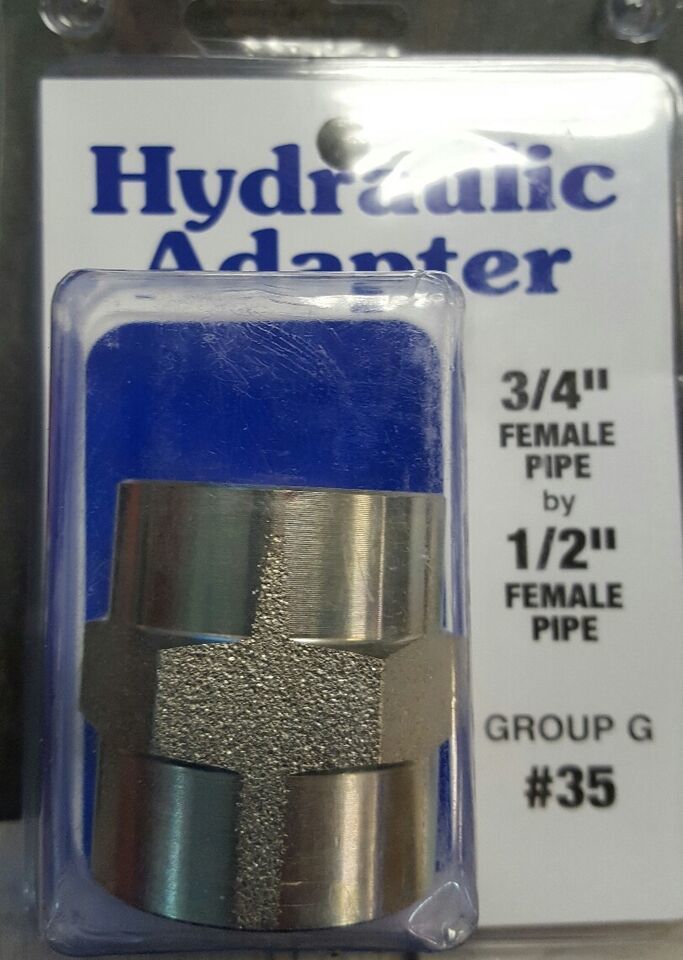 Hydraulic
Adapter
3/4"
FEMALE
PIPE
by
1/2"
FEMALE
PIPE
GROUP G
#35